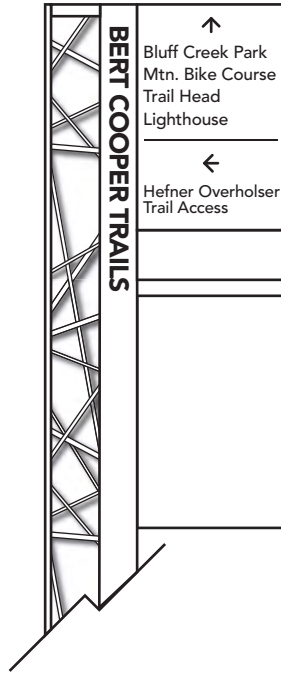 BERT COOPER TRAILS
↑
Bluff Creek Park
Mtn. Bike Course
Trail Head
Lighthouse
←
Hefner Overholser
Trail Access